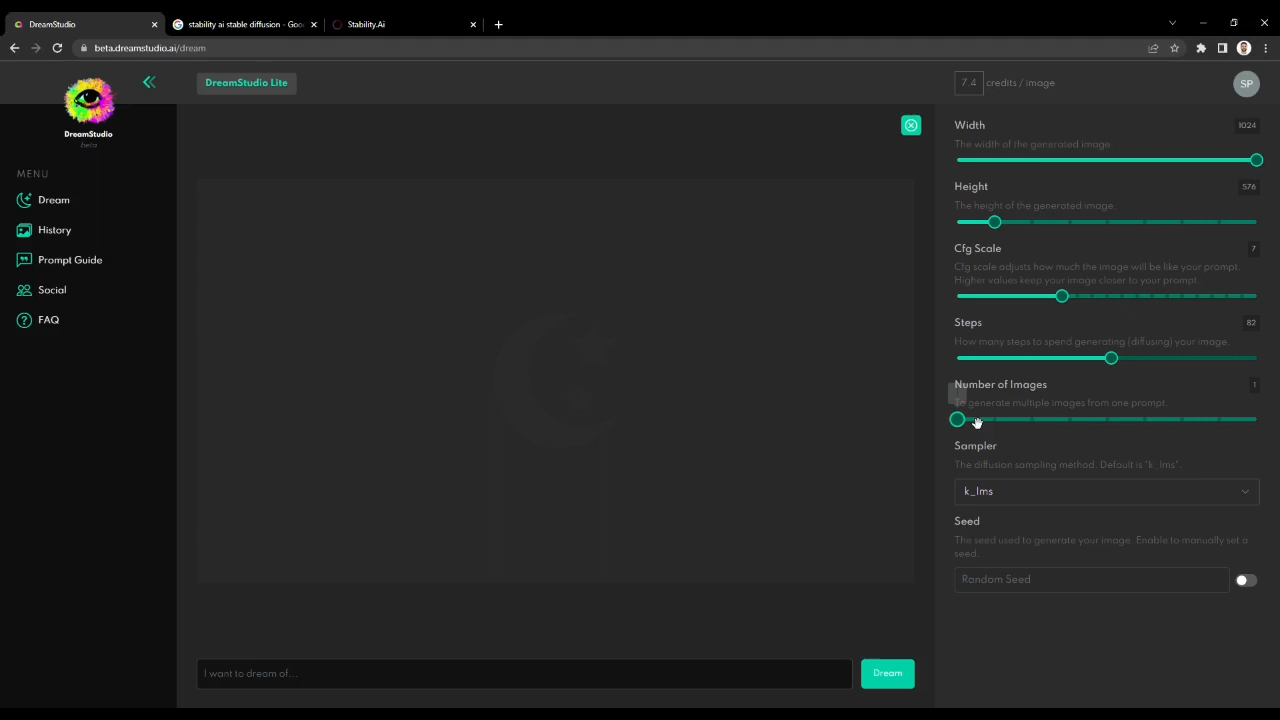 DreamStudio
stability ai stable diffusion - Goo
Stability.Ai
beta.dreamstudio.ai/dream
DreamStudio
beta
DreamStudio Lite
7.4 credits / image
SP
MENU
Dream
History
Prompt Guide
Social
FAQ
Width 1024
The width of the generated image.
Height 576
The height of the generated image.
Cfg Scale 7
Cfg scale adjusts how much the image will be like your prompt.
Higher values keep your image closer to your prompt.
Steps 82
How many steps to spend generating (diffusing) your image.
Number of Images 1
To generate multiple images from one prompt.
Sampler
The diffusion sampling method. Default is "k_lms".
k_lms
Seed
The seed used to generate your image. Enable to manually set a
seed.
Random Seed
I want to dream of...
Dream